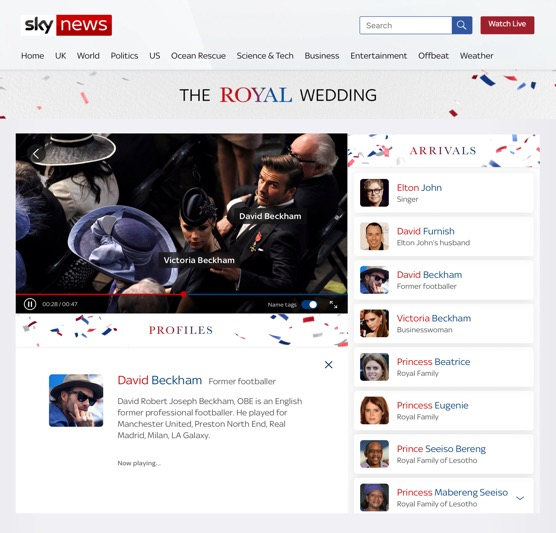 sky news
Search
Watch Live
Home UK World Politics US Ocean Rescue Science & Tech Business Entertainment Offbeat Weather
THE ROYAL WEDDING
David Beckham
Victoria Beckham
00:28 / 00:47
Name tags
PROFILES
David Beckham Former footballer
David Robert Joseph Beckham, OBE is an English
former professional footballer. He played for
Manchester United, Preston North End, Real
Madrid, Milan, LA Galaxy.
Now playing...
ARRIVALS
Elton John
Singer
David Furnish
Elton John's husband
David Beckham
Former footballer
Victoria Beckham
Businesswoman
Princess Beatrice
Royal Family
Princess Eugenie
Royal Family
Prince Seeiso Bereng
Royal Family of Lesotho
Princess Mabereng Seeiso
Royal Family of Lesotho